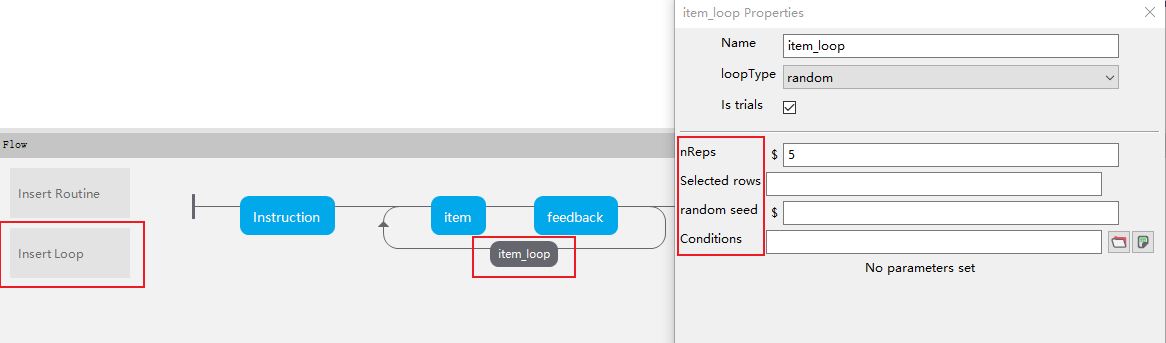 item_loop Properties
Name
item_loop
loopType
random
Is trials
nReps
$
5
Selected rows
random seed
$
Conditions
No parameters set
Flow
Insert Routine
Insert Loop
Instruction
item
feedback
item_loop